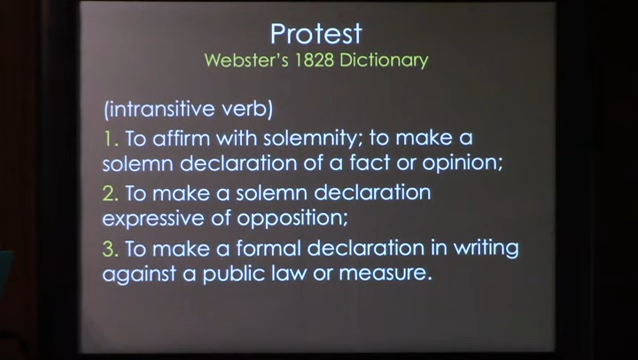 Protest
Webster's 1828 Dictionary
(intransitive verb)
1. To affirm with solemnity; to make a
solemn declaration of a fact or opinion;
2. To make a solemn declaration
expressive of opposition;
3. To make a formal declaration in writing
against a public law or measure.